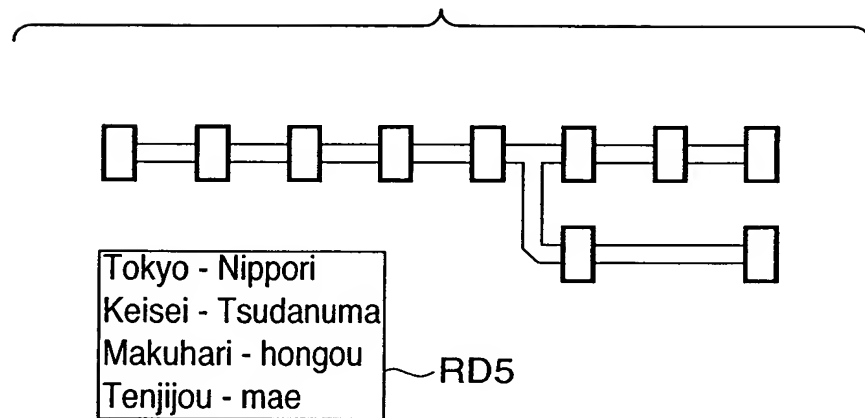 Tokyo - Nippori
Keisei - Tsudanuma
Makuhari - hongou
Tenjijou - mae
RD5